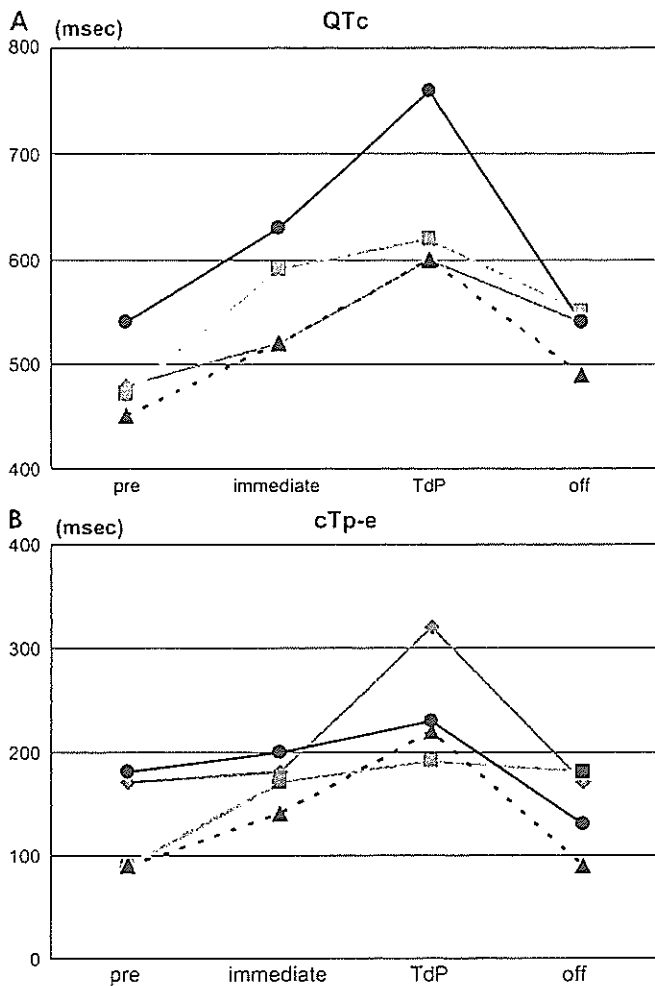 A (msec) QTc
800
700
600
500
400
pre immediate TdP off
B (msec) cTp-e
400
300
200
100
0
pre immediate TdP off